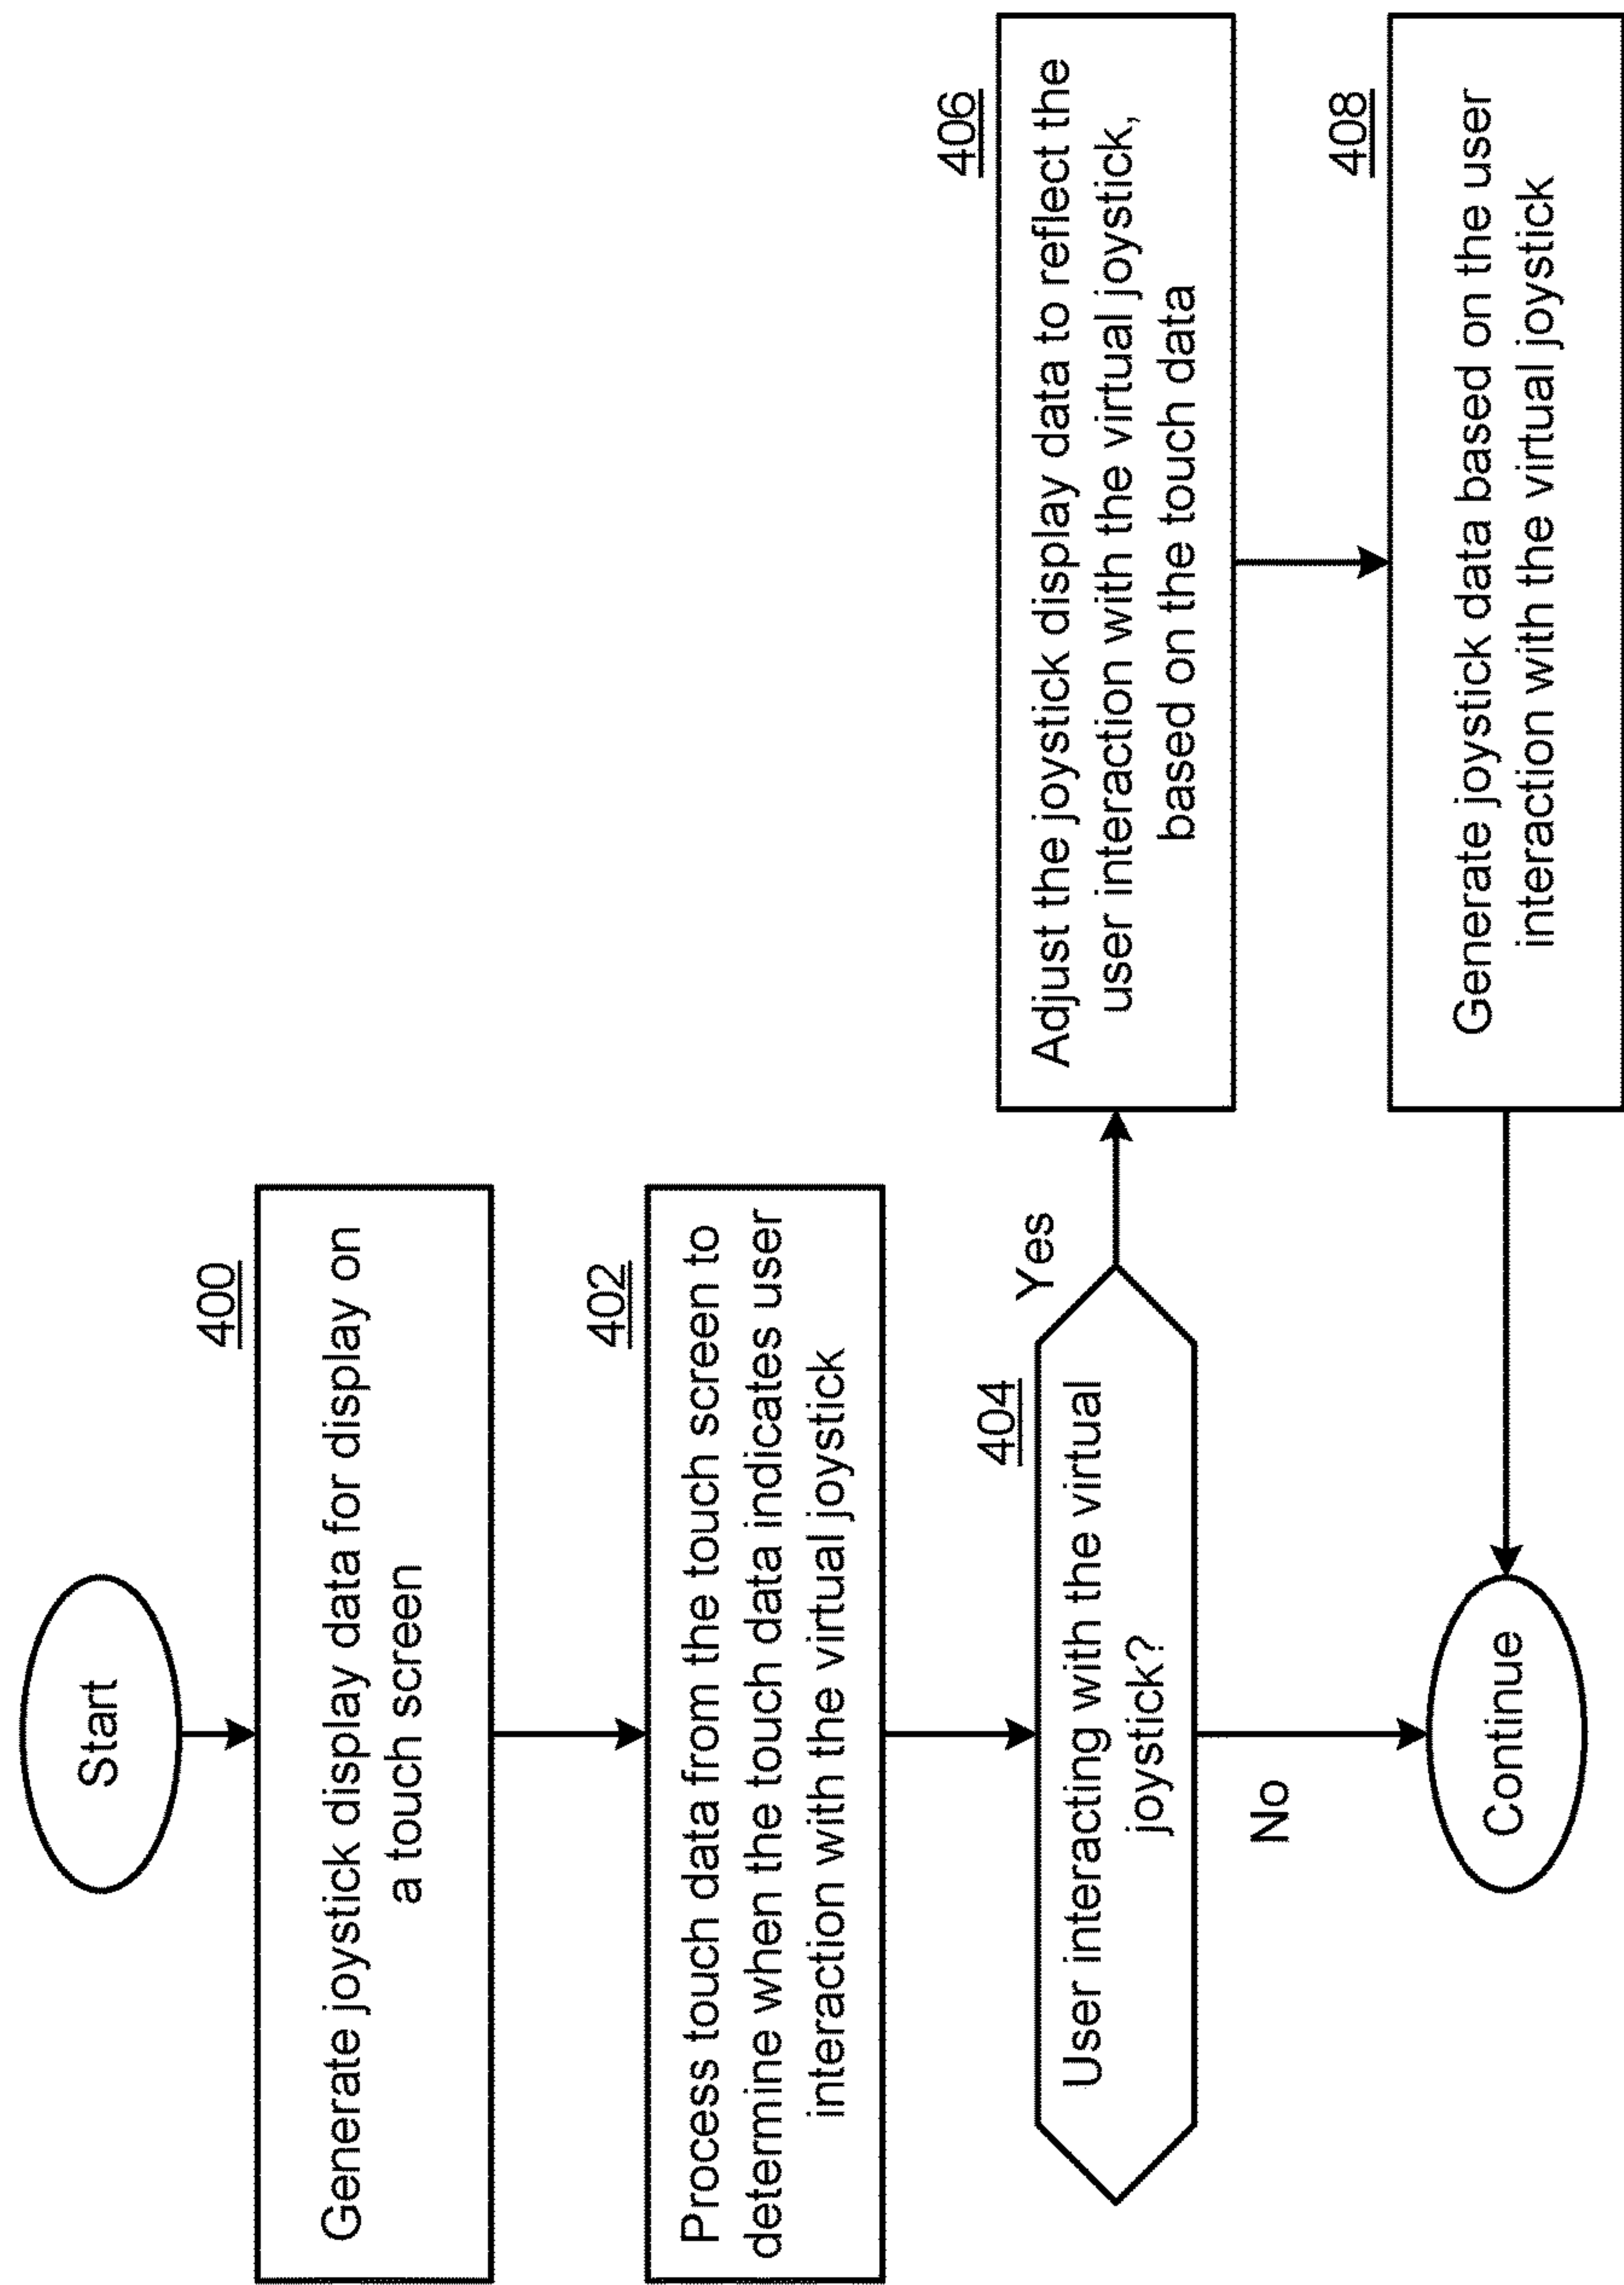 Start
400
Generate joystick display data for display on
a touch screen
402
Process touch data from the touch screen to
determine when the touch data indicates user
interaction with the virtual joystick
404
User interacting with the virtual
joystick?
Yes
No
406
Adjust the joystick display data to reflect the
user interaction with the virtual joystick,
based on the touch data
408
Generate joystick data based on the user
interaction with the virtual joystick
Continue